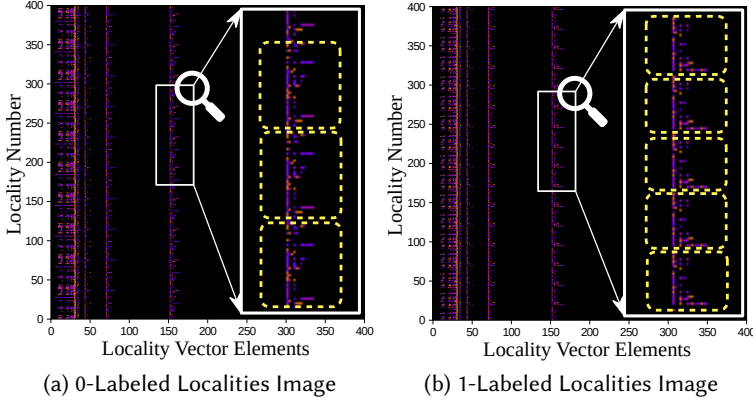 400
350
300
250
200
150
100
50
0
Locality Number
0 50 100 150 200 250 300 350 400
Locality Vector Elements
(a) 0-Labeled Localities Image
400
350
300
250
200
150
100
50
0
Locality Number
0 50 100 150 200 250 300 350 400
Locality Vector Elements
(b) 1-Labeled Localities Image